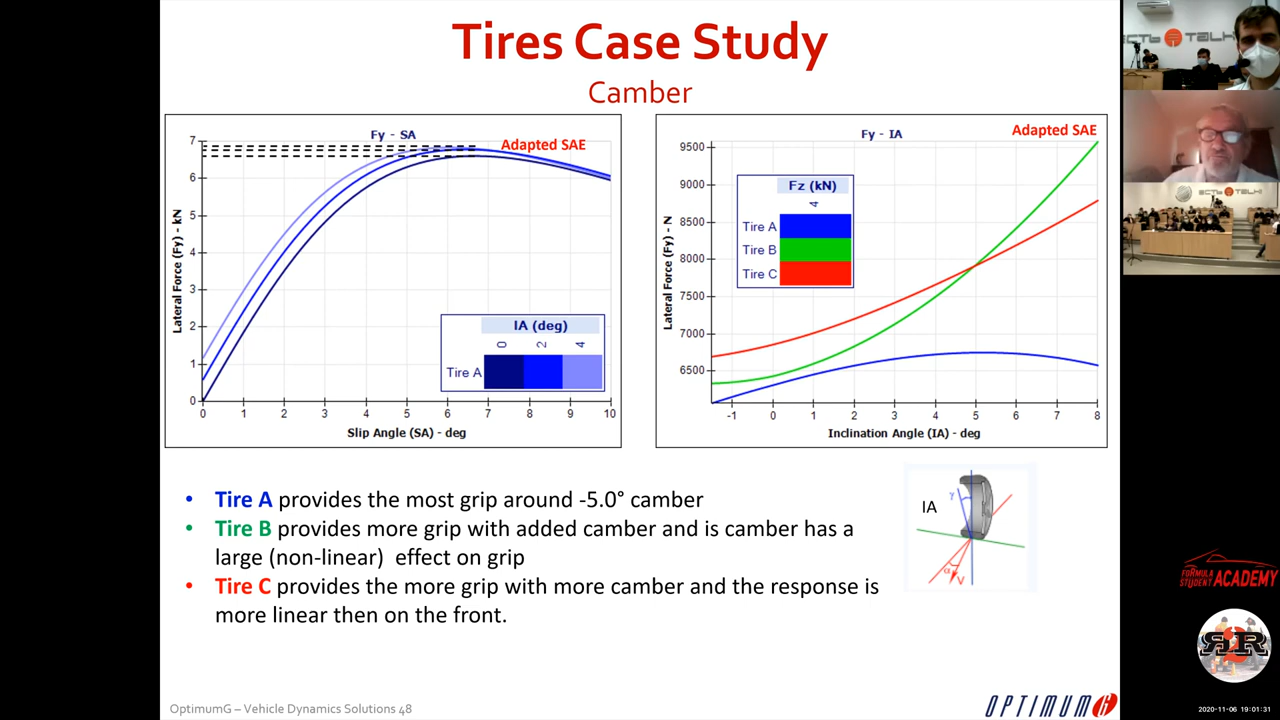 Tires Case Study
Camber
Fy - SA
Adapted SAE
Lateral Force (Fy) - kN
7
6
5
4
3
2
1
0
0 1 2 3 4 5 6 7 8 9 10
Slip Angle (SA) - deg
IA (deg)
0 2 4
Tire A
Fy - IA
Adapted SAE
Lateral Force (Fy) - N
9500
9000
8500
8000
7500
7000
6500
-1 0 1 2 3 4 5 6 7 8
Inclination Angle (IA) - deg
Fz (kN)
4
Tire A
Tire B
Tire C
• Tire A provides the most grip around -5.0° camber
• Tire B provides more grip with added camber and is camber has a
large (non-linear) effect on grip
• Tire C provides the more grip with more camber and the response is
more linear then on the front.
IA
γ
α
V
OptimumG – Vehicle Dynamics Solutions 48
OPTIMUMG
FORMULA
STUDENT ACADEMY
2020-11-06 19:01:31